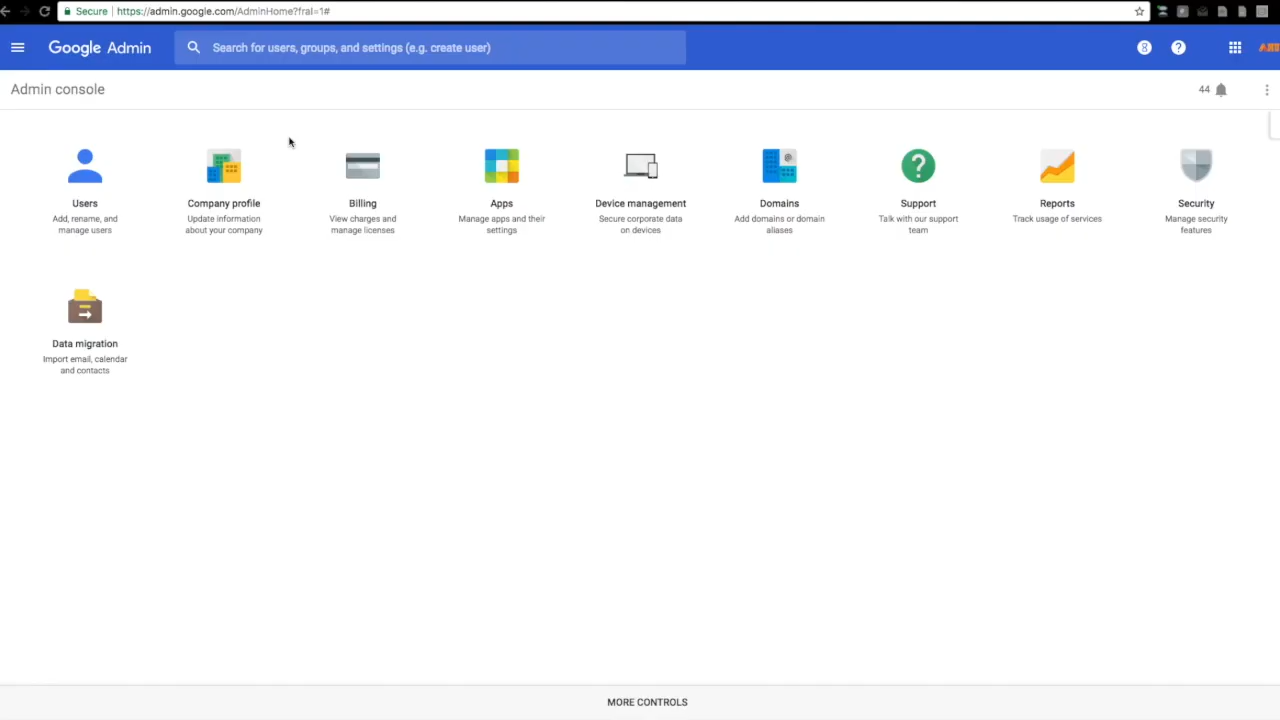 Secure | https://admin.google.com/AdminHome?fral=1#
Google Admin
Search for users, groups, and settings (e.g. create user)
8
?
Admin console
44
Users
Add, rename, and
manage users
Company profile
Update information
about your company
Billing
View charges and
manage licenses
Apps
Manage apps and their
settings
Device management
Secure corporate data
on devices
Domains
Add domains or domain
aliases
Support
Talk with our support
team
Reports
Track usage of services
Security
Manage security
features
Data migration
Import email, calendar
and contacts
MORE CONTROLS